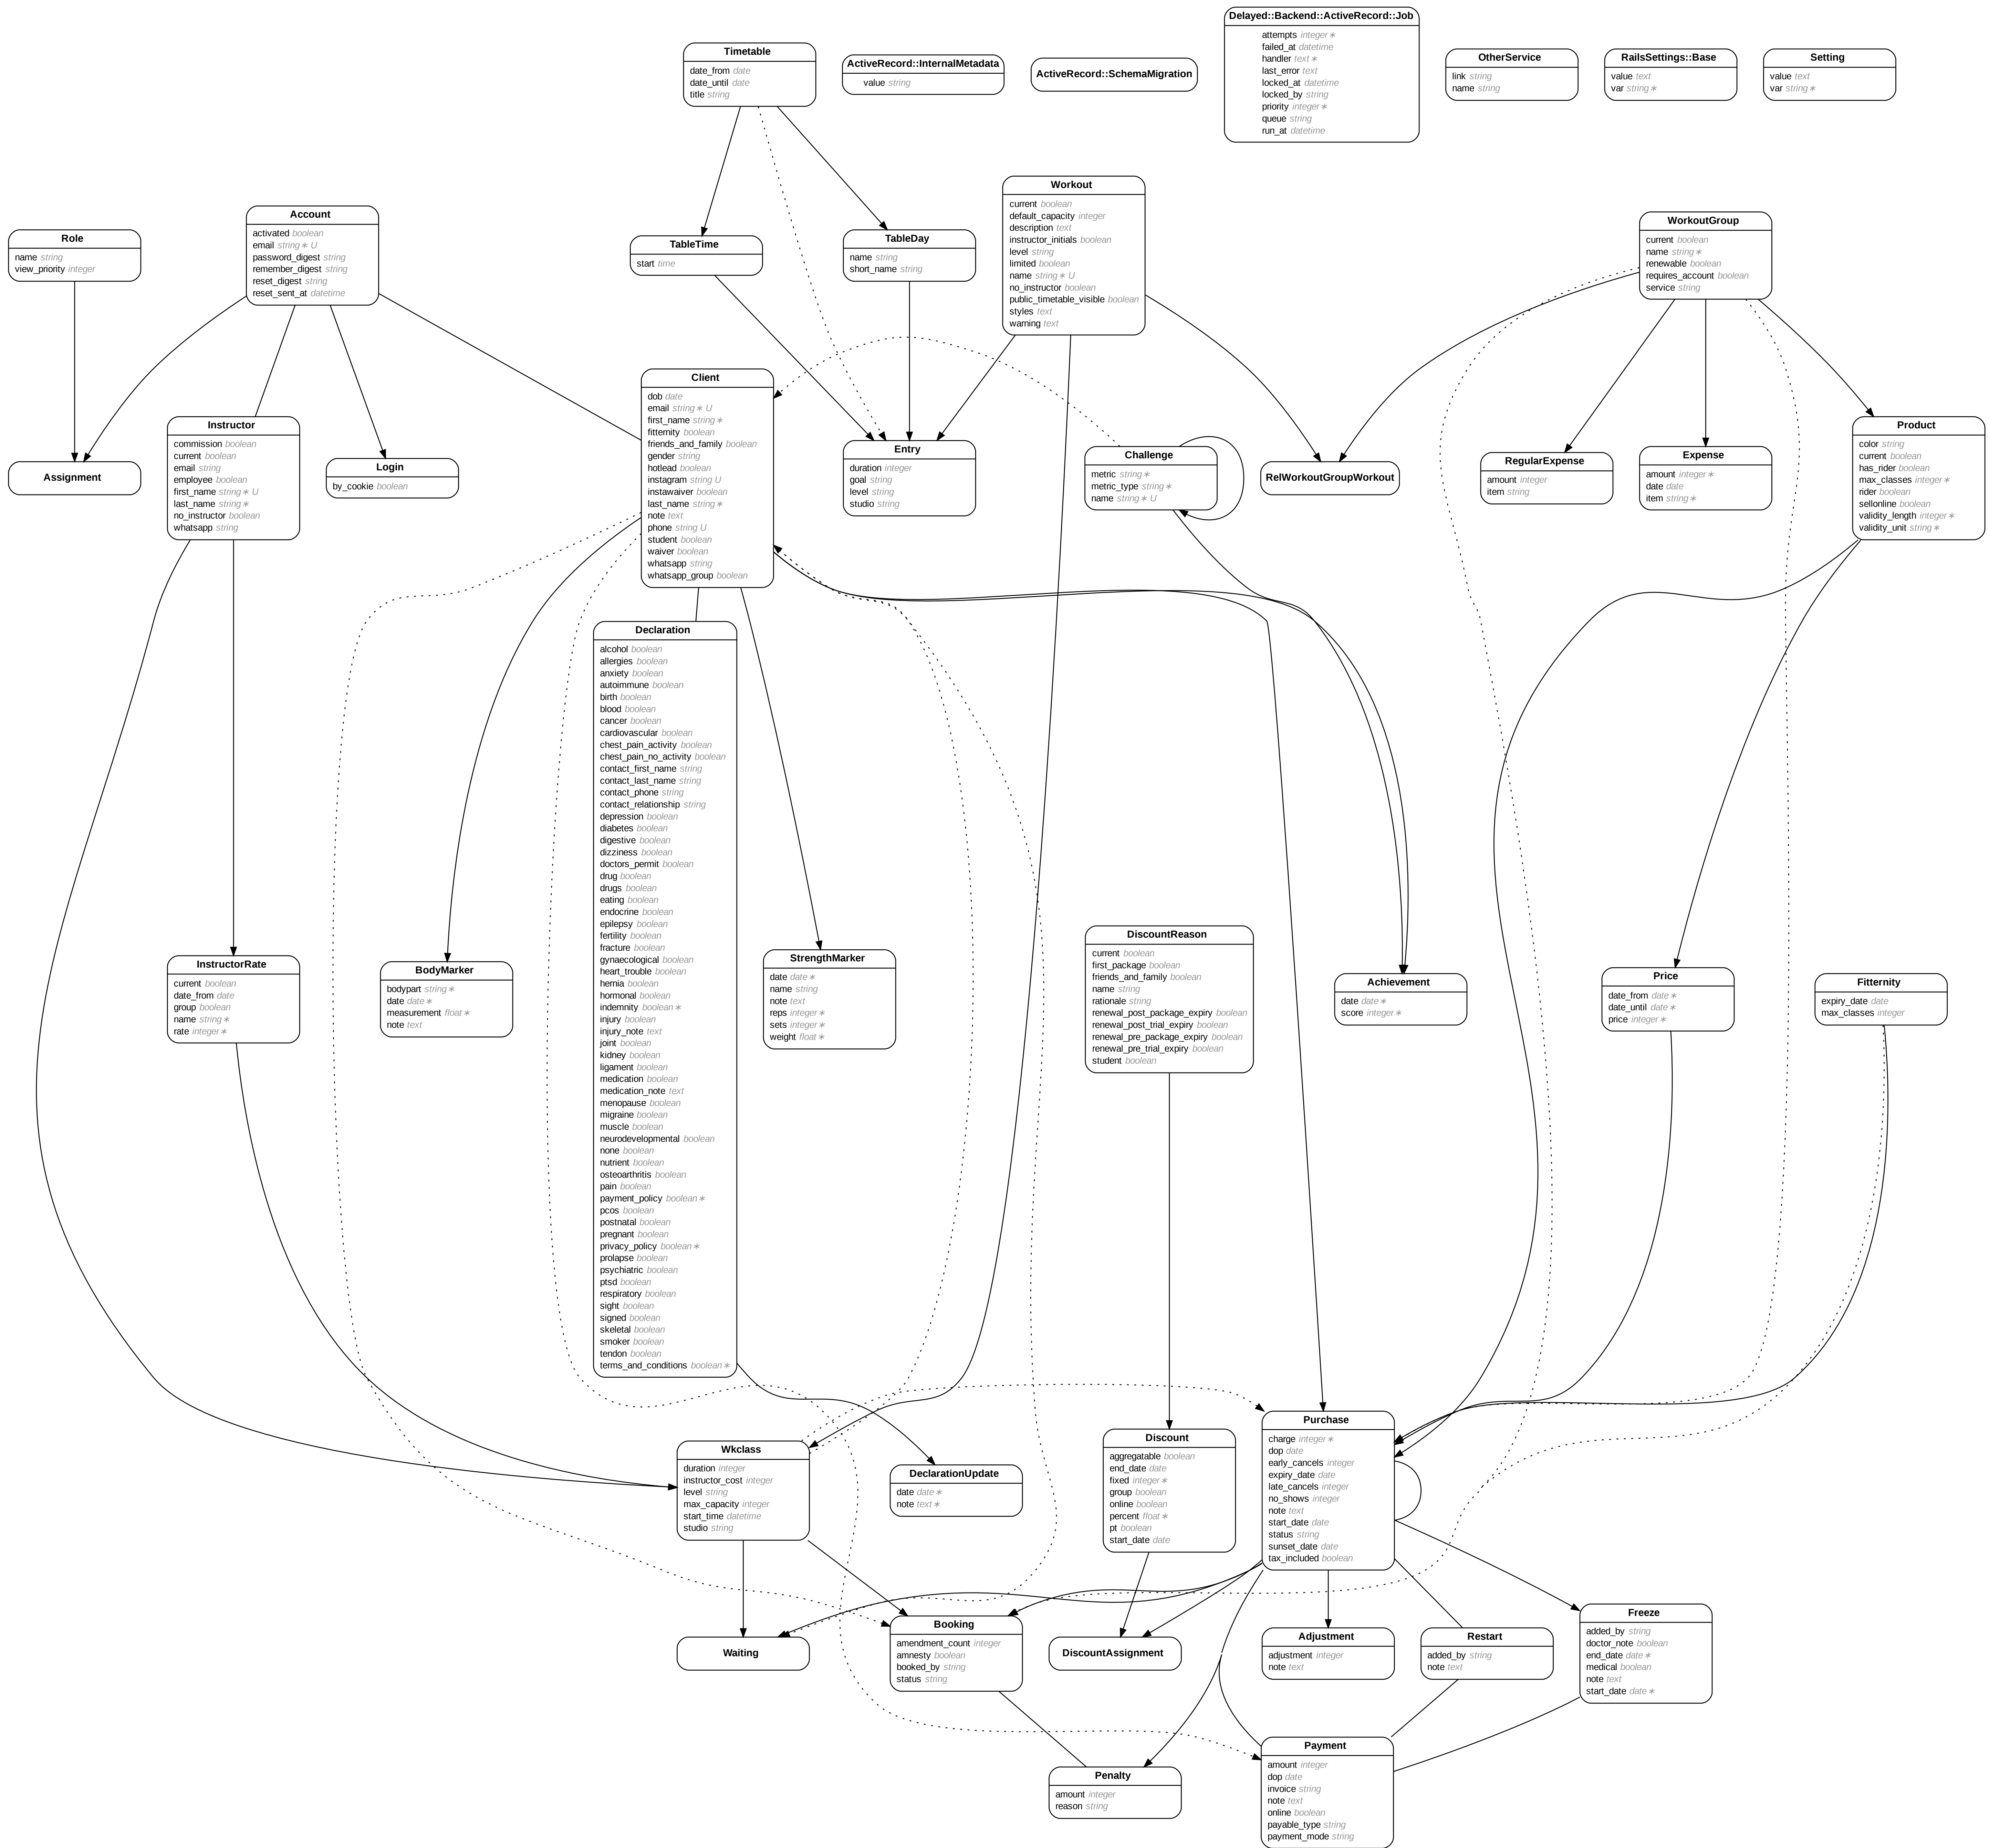 Delayed::Backend::ActiveRecord::Job
attempts integer ∗
failed_at datetime
handler text ∗
last_error text
locked_at datetime
locked_by string
priority integer ∗
queue string
run_at datetime
Timetable
date_from date
date_until date
title string
ActiveRecord::InternalMetadata
value string
ActiveRecord::SchemaMigration
OtherService
link string
name string
RailsSettings::Base
value text
var string ∗
Setting
value text
var string ∗
Role
name string
view_priority integer
Account
activated boolean
email string ∗ U
password_digest string
remember_digest string
reset_digest string
reset_sent_at datetime
TableTime
start time
TableDay
name string
short_name string
Workout
current boolean
default_capacity integer
description text
instructor_initials boolean
level string
limited boolean
name string ∗ U
no_instructor boolean
public_timetable_visible boolean
styles text
warning text
WorkoutGroup
current boolean
name string ∗
renewable boolean
requires_account boolean
service string
Assignment
Instructor
commission boolean
current boolean
email string
employee boolean
first_name string ∗ U
last_name string ∗
no_instructor boolean
whatsapp string
Login
by_cookie boolean
Client
dob date
email string ∗ U
first_name string ∗
fitternity boolean
friends_and_family boolean
gender string
hotlead boolean
instagram string U
instawaiver boolean
last_name string ∗
note text
phone string U
student boolean
waiver boolean
whatsapp string
whatsapp_group boolean
Entry
duration integer
goal string
level string
studio string
Challenge
metric string ∗
metric_type string ∗
name string ∗ U
RelWorkoutGroupWorkout
RegularExpense
amount integer
item string
Expense
amount integer ∗
date date
item string ∗
Product
color string
current boolean
has_rider boolean
max_classes integer ∗
rider boolean
sellonline boolean
validity_length integer ∗
validity_unit string ∗
Declaration
alcohol boolean
allergies boolean
anxiety boolean
autoimmune boolean
birth boolean
blood boolean
cancer boolean
cardiovascular boolean
chest_pain_activity boolean
chest_pain_no_activity boolean
contact_first_name string
contact_last_name string
contact_phone string
contact_relationship string
depression boolean
diabetes boolean
digestive boolean
dizziness boolean
doctors_permit boolean
drug boolean
drugs boolean
eating boolean
endocrine boolean
epilepsy boolean
fertility boolean
fracture boolean
gynaecological boolean
heart_trouble boolean
hernia boolean
hormonal boolean
indemnity boolean ∗
injury boolean
injury_note text
joint boolean
kidney boolean
ligament boolean
medication boolean
medication_note text
menopause boolean
migraine boolean
muscle boolean
neurodevelopmental boolean
none boolean
nutrient boolean
osteoarthritis boolean
pain boolean
payment_policy boolean ∗
pcos boolean
postnatal boolean
pregnant boolean
privacy_policy boolean ∗
prolapse boolean
psychiatric boolean
ptsd boolean
respiratory boolean
sight boolean
signed boolean
skeletal boolean
smoker boolean
tendon boolean
terms_and_conditions boolean ∗
InstructorRate
current boolean
date_from date
group boolean
name string ∗
rate integer ∗
BodyMarker
bodypart string ∗
date date ∗
measurement float ∗
note text
StrengthMarker
date date ∗
name string
note text
reps integer ∗
sets integer ∗
weight float ∗
DiscountReason
current boolean
first_package boolean
friends_and_family boolean
name string
rationale string
renewal_post_package_expiry boolean
renewal_post_trial_expiry boolean
renewal_pre_package_expiry boolean
renewal_pre_trial_expiry boolean
student boolean
Achievement
date date ∗
score integer ∗
Price
date_from date ∗
date_until date ∗
price integer ∗
Fitternity
expiry_date date
max_classes integer
Wkclass
duration integer
instructor_cost integer
level string
max_capacity integer
start_time datetime
studio string
DeclarationUpdate
date date ∗
note text ∗
Discount
aggregatable boolean
end_date date
fixed integer ∗
group boolean
online boolean
percent float ∗
pt boolean
start_date date
Purchase
charge integer ∗
dop date
early_cancels integer
expiry_date date
late_cancels integer
no_shows integer
note text
start_date date
status string
sunset_date date
tax_included boolean
Waiting
Booking
amendment_count integer
amnesty boolean
booked_by string
status string
DiscountAssignment
Adjustment
adjustment integer
note text
Restart
added_by string
note text
Freeze
added_by string
doctor_note boolean
end_date date ∗
medical boolean
note text
start_date date ∗
Penalty
amount integer
reason string
Payment
amount integer
dop date
invoice string
note text
online boolean
payable_type string
payment_mode string